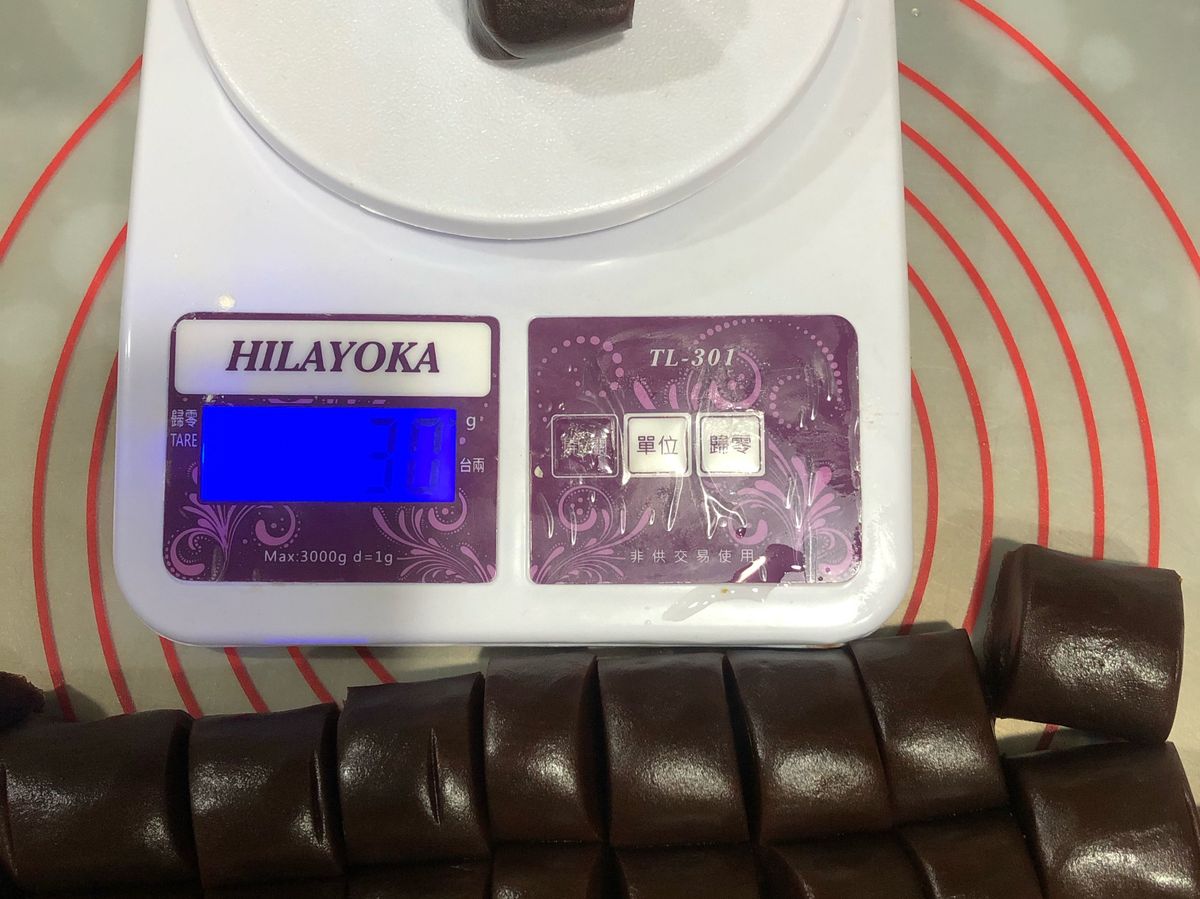 HILAYOKA
歸零
TARE
30
g
台兩
Max:3000g d=1g
TL-301
單位
歸零
非供交易使用